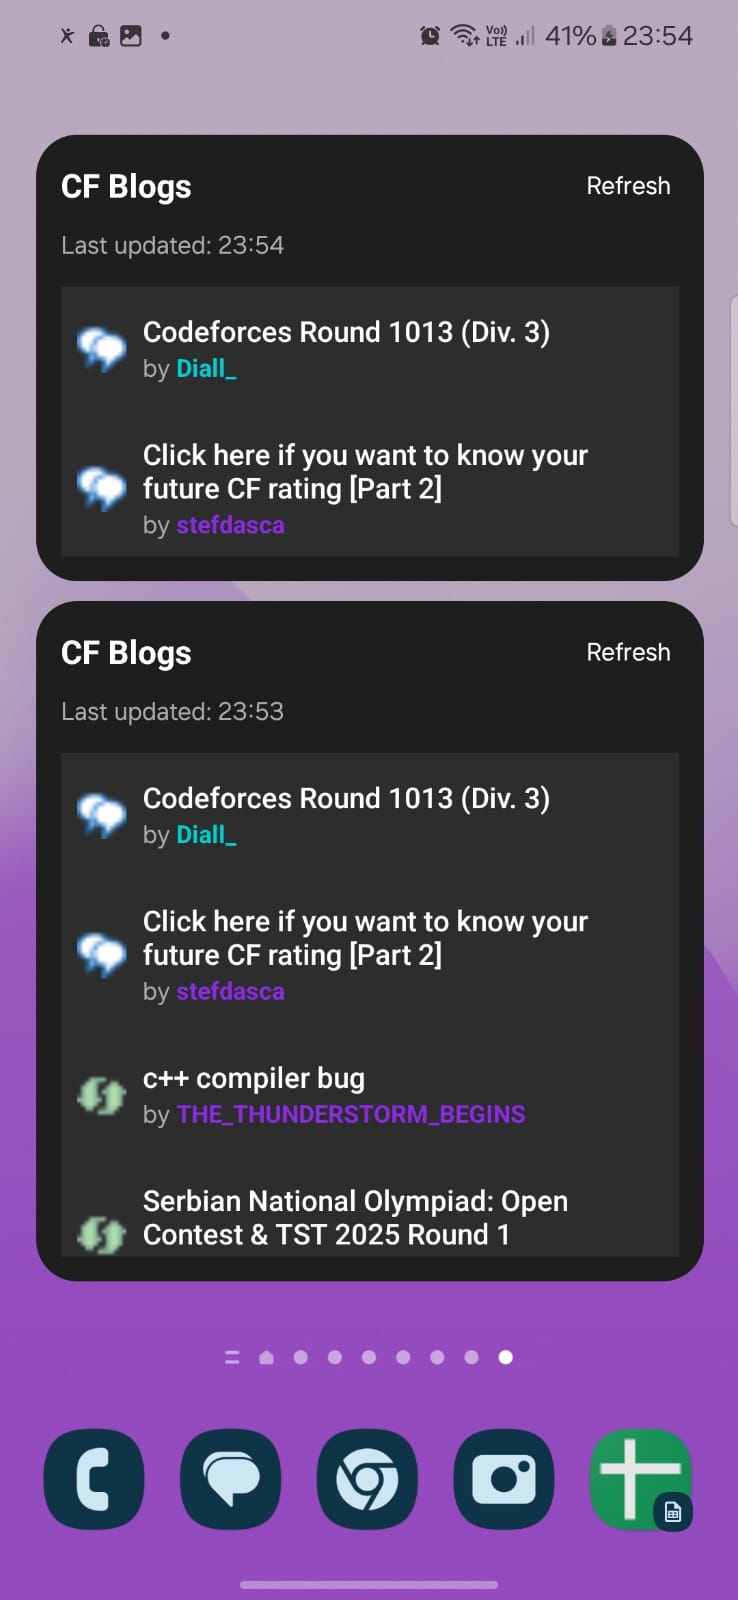 Vo)) 41% 23:54
LTE
CF Blogs Refresh
Last updated: 23:54
Codeforces Round 1013 (Div. 3)
by Diall_
Click here if you want to know your
future CF rating [Part 2]
by stefdasca
CF Blogs Refresh
Last updated: 23:53
Codeforces Round 1013 (Div. 3)
by Diall_
Click here if you want to know your
future CF rating [Part 2]
by stefdasca
c++ compiler bug
by THE_THUNDERSTORM_BEGINS
Serbian National Olympiad: Open
Contest & TST 2025 Round 1